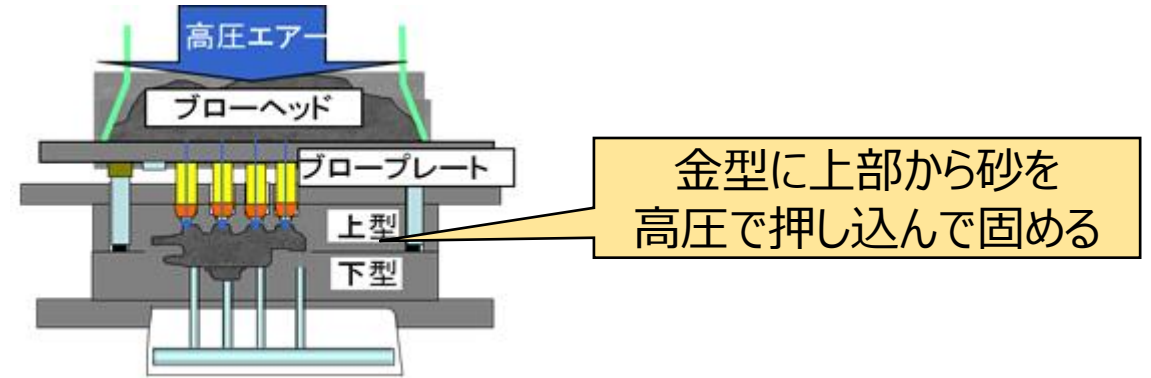 高圧エアー
ブローヘッド
ブロープレート
上型
下型
金型に上部から砂を
高圧で押し込んで固める